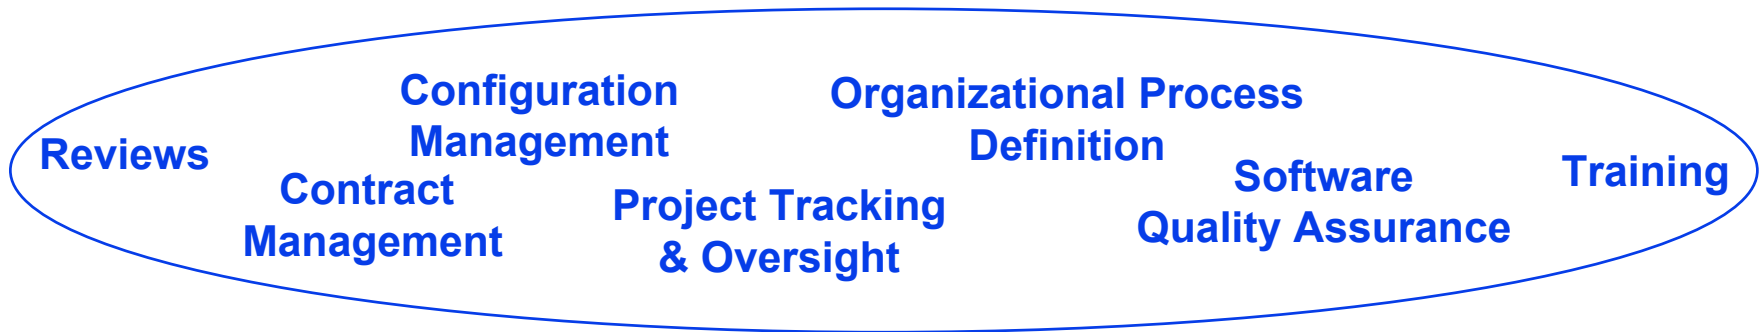 Reviews
Configuration
Management
Contract
Management
Project Tracking
& Oversight
Organizational Process
Definition
Software
Quality Assurance
Training